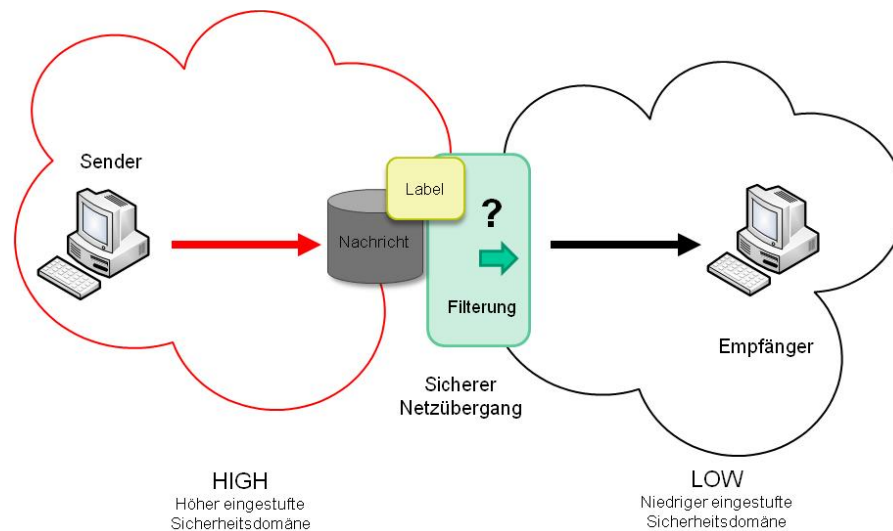 Sender
Label
Nachricht
?
Filterung
Empfänger
Sicherer
Netzübergang
HIGH
Höher eingestufte
Sicherheitsdomäne
LOW
Niedriger eingestufte
Sicherheitsdomäne